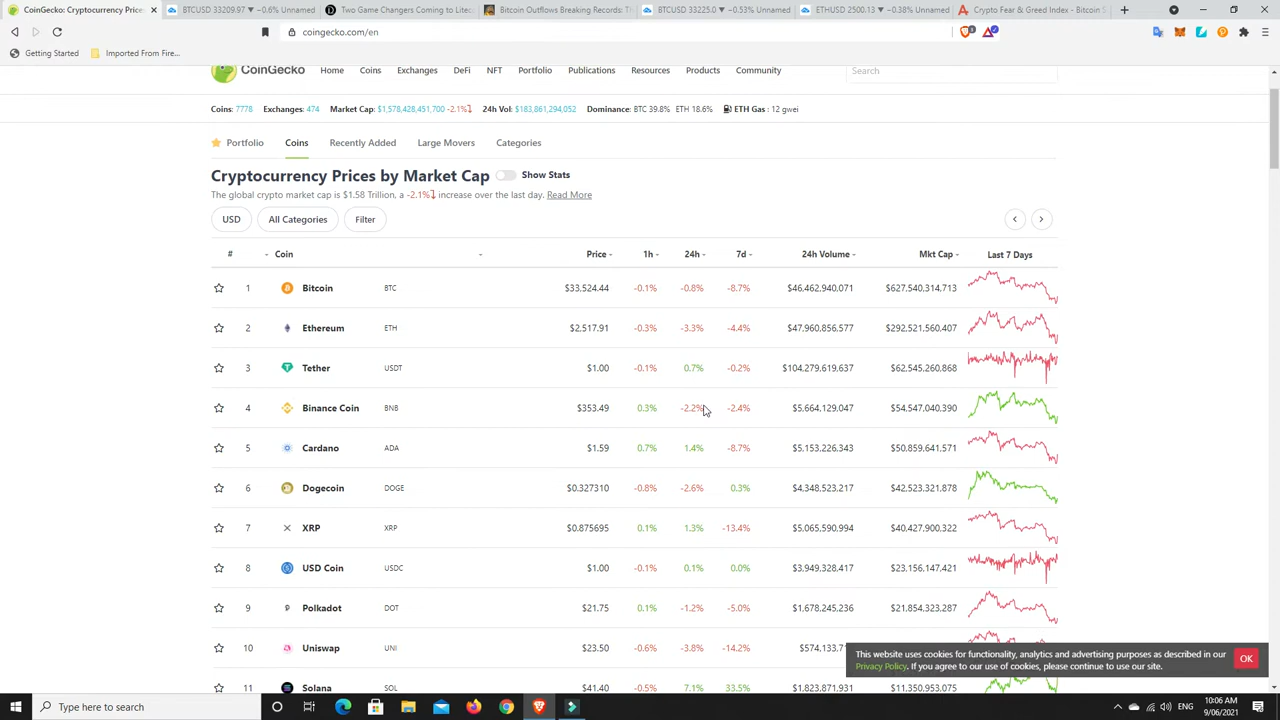 CoinGecko: Cryptocurrency Price
BTCUSD 33209.97 ▼ −0.6% Unnamed
Two Game Changers Coming to Litec
Bitcoin Outflows Breaking Records: T
BTCUSD 33225.0 ▼ −0.53% Unnamed
ETHUSD 2500.13 ▼ −0.38% Unnamed
Crypto Fear & Greed Index - Bitcoin S
coingecko.com/en
Getting Started
Imported From Fire...
CoinGecko
Home
Coins
Exchanges
DeFi
NFT
Portfolio
Publications
Resources
Products
Community
Search
Coins: 7778 Exchanges: 474 Market Cap: $1,578,428,451,700 -2.1% 24h Vol: $183,861,294,052 Dominance: BTC 39.8% ETH 18.6% ETH Gas: 12 gwei
Portfolio
Coins
Recently Added
Large Movers
Categories
Cryptocurrency Prices by Market Cap
Show Stats
The global crypto market cap is $1.58 Trillion, a -2.1% increase over the last day. Read More
USD
All Categories
Filter
# Coin Price 1h 24h 7d 24h Volume Mkt Cap Last 7 Days
1 Bitcoin BTC $33,524.44 -0.1% -0.8% -8.7% $46,462,940,071 $627,540,314,713
2 Ethereum ETH $2,517.91 -0.3% -3.3% -4.4% $47,960,856,577 $292,521,560,407
3 Tether USDT $1.00 -0.1% 0.7% -0.2% $104,279,619,637 $62,545,260,868
4 Binance Coin BNB $353.49 0.3% -2.2% -2.4% $5,664,129,047 $54,547,040,390
5 Cardano ADA $1.59 0.7% 1.4% -8.7% $5,153,226,343 $50,859,641,571
6 Dogecoin DOGE $0.327310 -0.8% -2.6% 0.3% $4,348,523,217 $42,523,321,878
7 XRP XRP $0.875695 0.1% 1.3% -13.4% $5,065,590,994 $40,427,900,322
8 USD Coin USDC $1.00 -0.1% 0.1% 0.0% $3,949,328,417 $23,156,147,421
9 Polkadot DOT $21.75 0.1% -1.2% -5.0% $1,678,245,236 $21,854,323,287
10 Uniswap UNI $23.50 -0.6% -3.8% -14.2% $574,133,7
11 Solana SOL $41.40 -0.5% 7.1% 33.5% $1,823,871,931 $11,350,953,075
This website uses cookies for functionality, analytics and advertising purposes as described in our
Privacy Policy. If you agree to our use of cookies, please continue to use our site.
OK
Type here to search
ENG
10:06 AM
9/06/2021